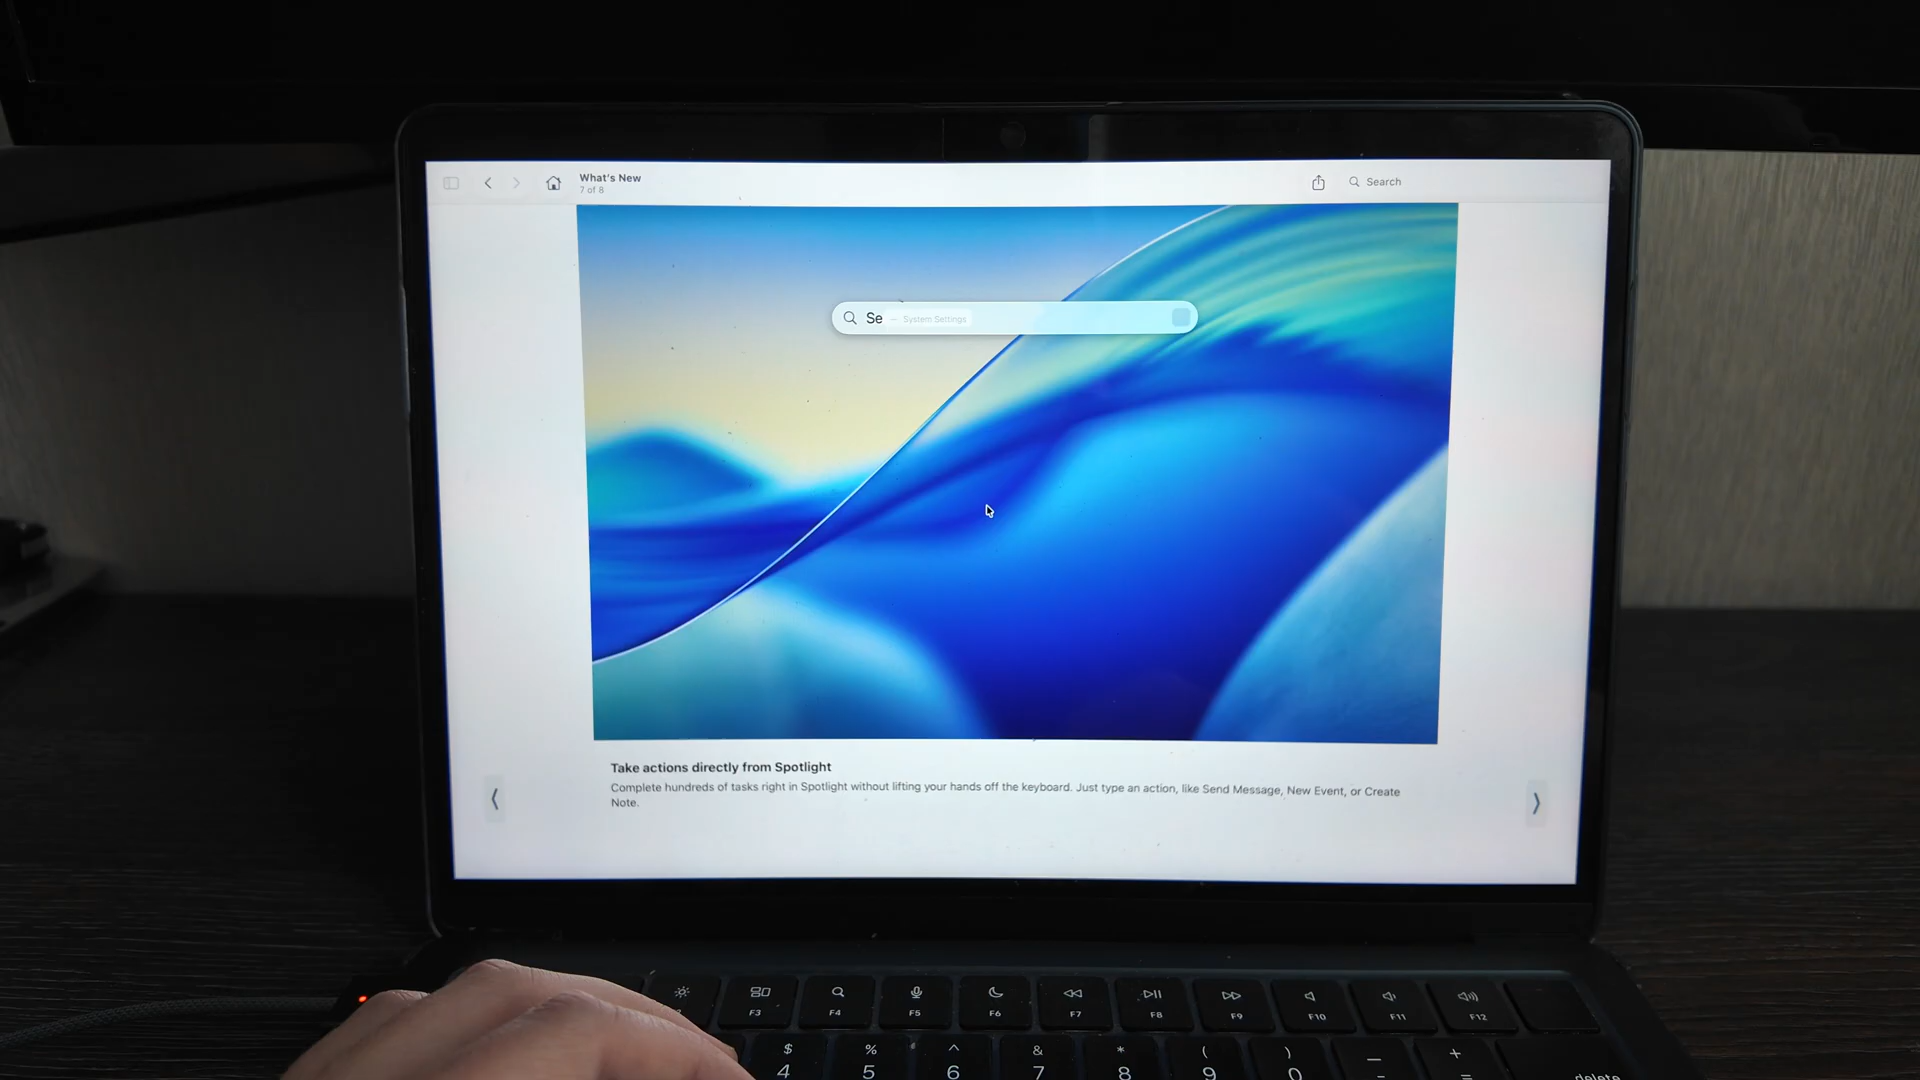 What's New
7 of 8
Search
Se — System Settings
Take actions directly from Spotlight
Complete hundreds of tasks right in Spotlight without lifting your hands off the keyboard. Just type an action, like Send Message, New Event, or Create
Note.
F3 F4 F5 F6 F7 F8 F9 F10 F11 F12
$ % ^ & * ( ) — +
4 5 6 7 8 9 0 - =
delete